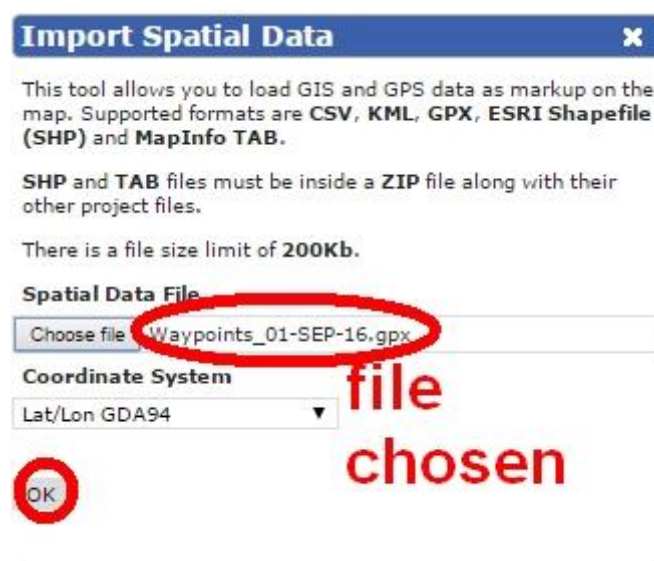 Import Spatial Data ×
This tool allows you to load GIS and GPS data as markup on the
map. Supported formats are CSV, KML, GPX, ESRI Shapefile
(SHP) and MapInfo TAB.
SHP and TAB files must be inside a ZIP file along with their
other project files.
There is a file size limit of 200Kb.
Spatial Data File
Choose file Waypoints_01-SEP-16.gpx
Coordinate System
Lat/Lon GDA94 ▼
file
chosen
OK